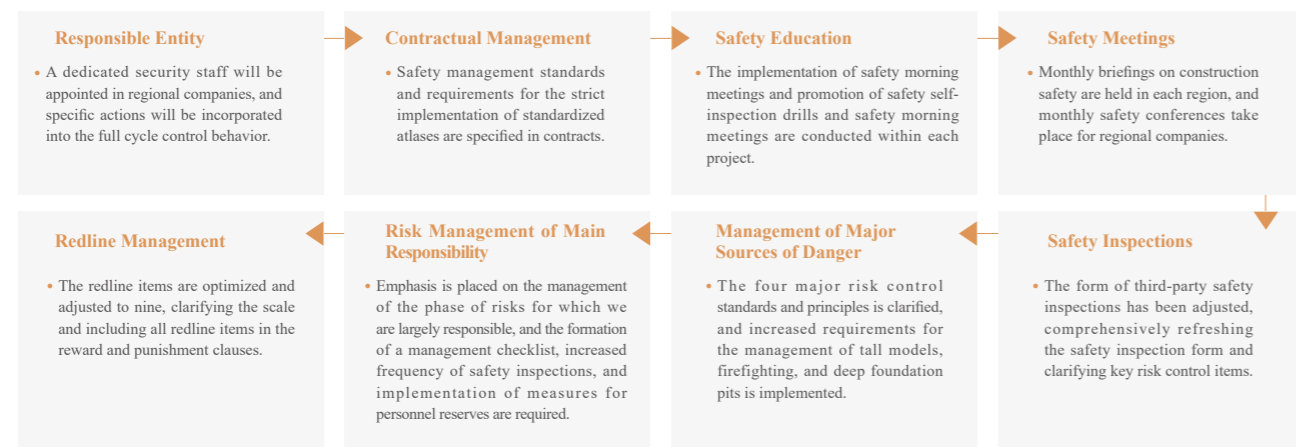 Responsible Entity
• A dedicated security staff will be
appointed in regional companies, and
specific actions will be incorporated
into the full cycle control behavior.
Contractual Management
• Safety management standards
and requirements for the strict
implementation of standardized
atlases are specified in contracts.
Safety Education
• The implementation of safety morning
meetings and promotion of safety self-
inspection drills and safety morning
meetings are conducted within each
project.
Safety Meetings
• Monthly briefings on construction
safety are held in each region, and
monthly safety conferences take
place for regional companies.
Safety Inspections
• The form of third-party safety
inspections has been adjusted,
comprehensively refreshing
the safety inspection form and
clarifying key risk control items.
Management of Major
Sources of Danger
• The four major risk control
standards and principles is clarified,
and increased requirements for
the management of tall models,
firefighting, and deep foundation
pits is implemented.
Risk Management of Main
Responsibility
• Emphasis is placed on the management
of the phase of risks for which we
are largely responsible, and the formation
of a management checklist, increased
frequency of safety inspections, and
implementation of measures for
personnel reserves are required.
Redline Management
• The redline items are optimized and
adjusted to nine, clarifying the scale
and including all redline items in the
reward and punishment clauses.